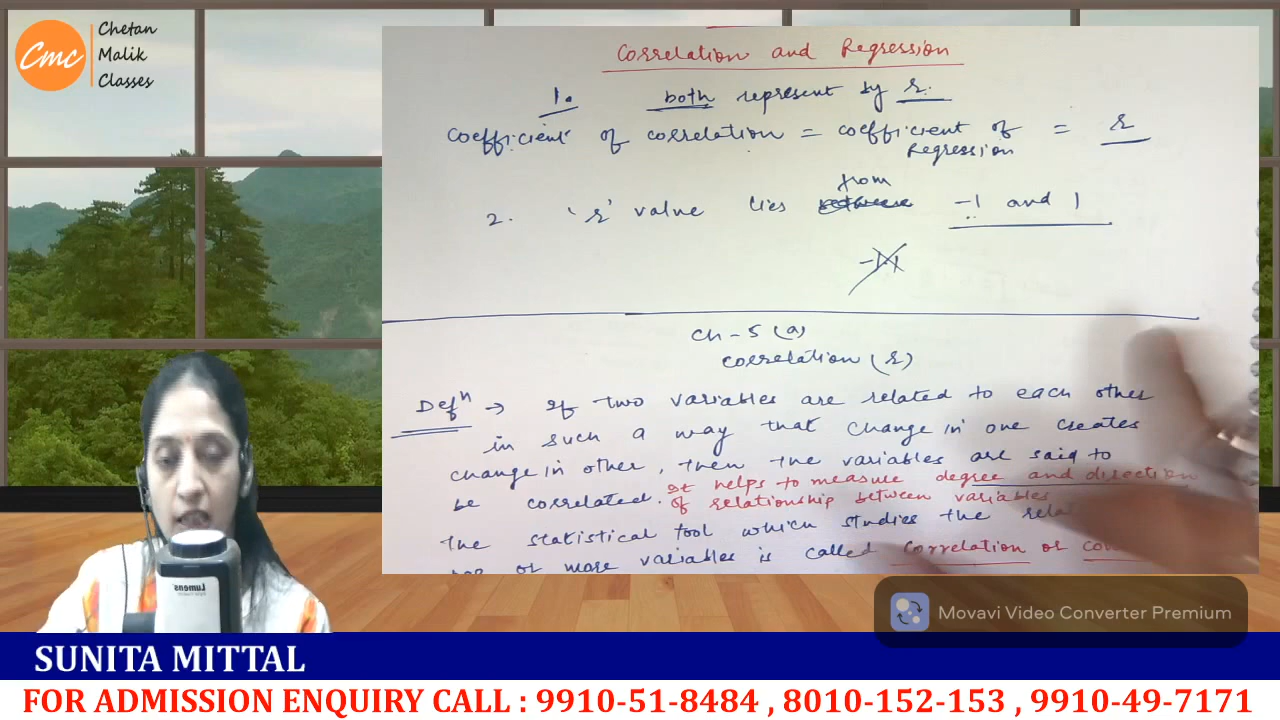 Chetan
Malik
Classes
cmc
Correlation and Regression
1. both represent by r.
coefficient of correlation = coefficient of Regression = r
2. 'r' value lies from -1 and 1
Ch-5 (a)
Correlation (r)
Defn → If two variables are related to each other
in such a way that change in one creates
change in other, then the variables are said to
be correlated. It helps to measure degree and direction
of relationship between variables
The statistical tool which studies the
or more variables is called correlation or
Lumens
Movavi Video Converter Premium
SUNITA MITTAL
FOR ADMISSION ENQUIRY CALL : 9910-51-8484 , 8010-152-153 , 9910-49-7171